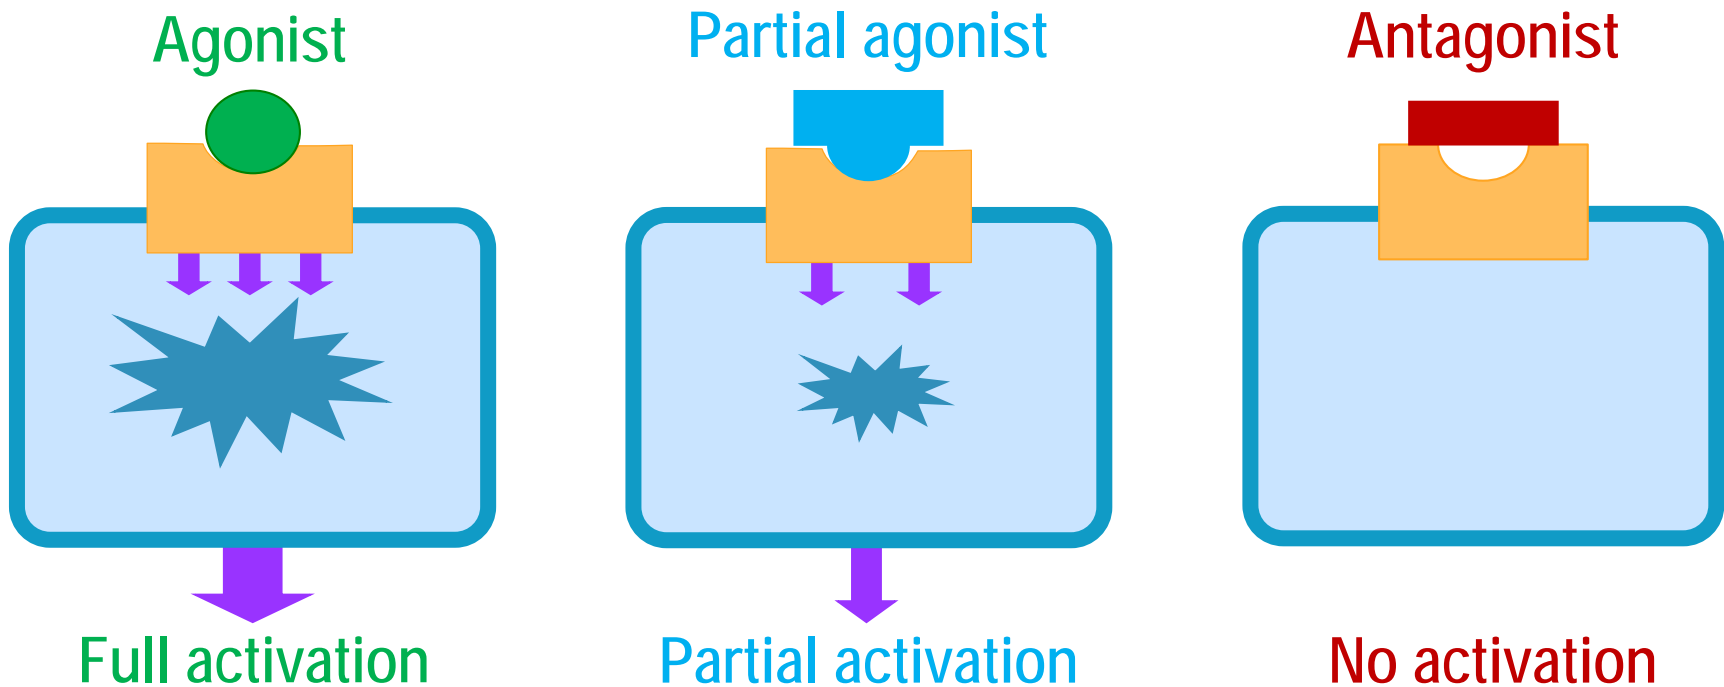 Agonist
Partial agonist
Antagonist
Full activation
Partial activation
No activation